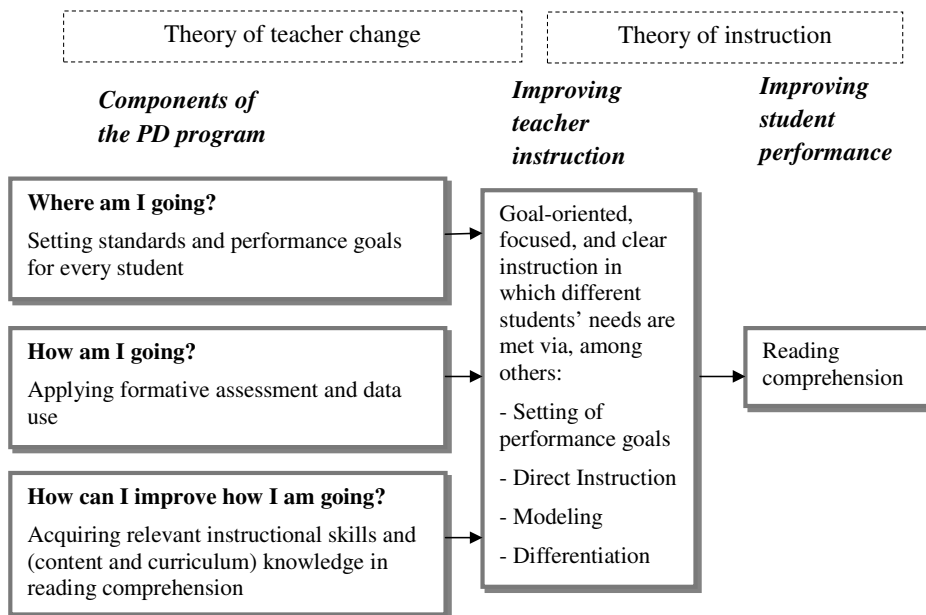 Theory of teacher change
Theory of instruction
Components of
the PD program
Improving
teacher
instruction
Improving
student
performance
Where am I going?
Setting standards and performance goals
for every student
How am I going?
Applying formative assessment and data
use
How can I improve how I am going?
Acquiring relevant instructional skills and
(content and curriculum) knowledge in
reading comprehension
Goal-oriented,
focused, and clear
instruction in
which different
students’ needs are
met via, among
others:
- Setting of
performance goals
- Direct Instruction
- Modeling
- Differentiation
Reading
comprehension